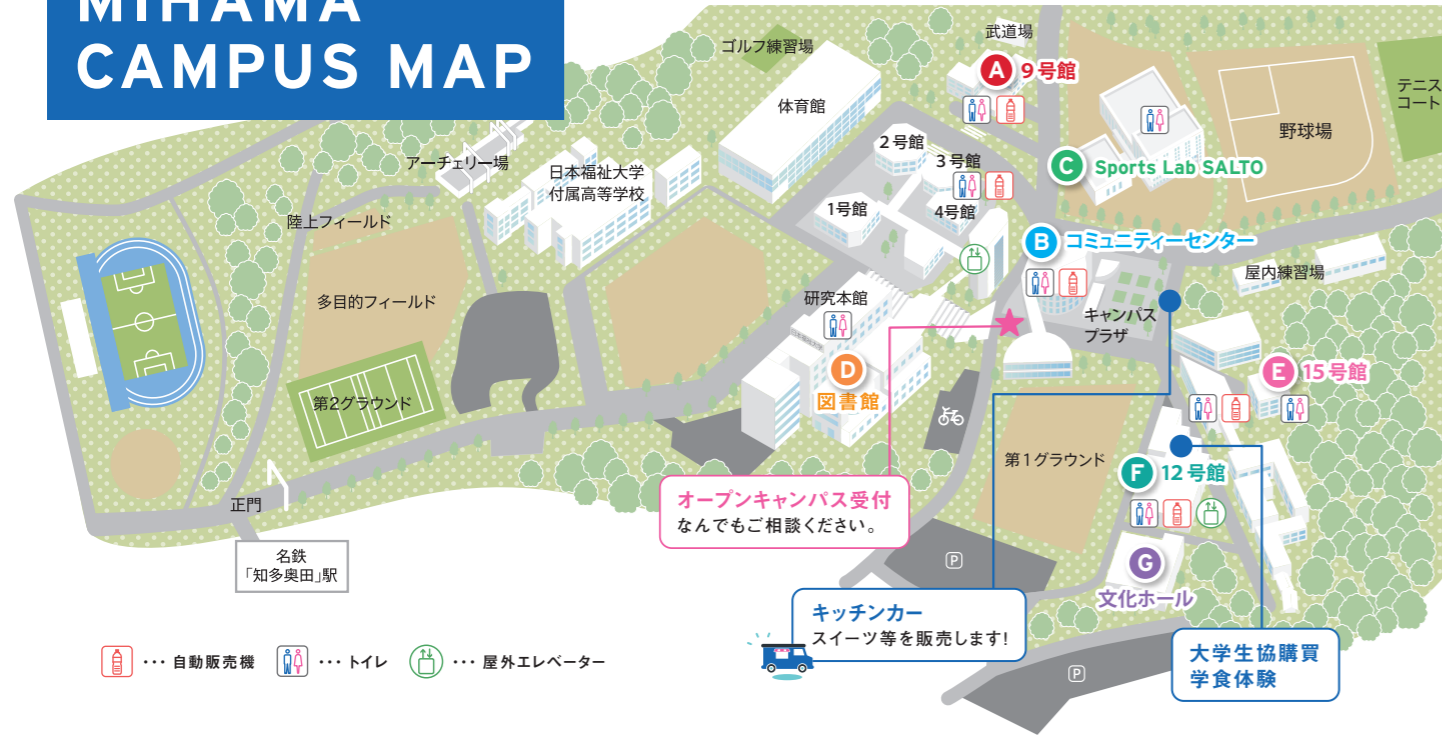 MIHAMA
CAMPUS MAP
ゴルフ練習場
武道場
A 9号館
体育館
テニス
コート
野球場
2号館
3号館
C Sports Lab SALTO
アーチェリー場
日本福祉大学
付属高等学校
1号館
4号館
陸上フィールド
B コミュニティーセンター
屋内練習場
多目的フィールド
研究本館
キャンパス
プラザ
D
図書館
E 15号館
第2グラウンド
第1グラウンド
F 12号館
正門
オープンキャンパス受付
なんでもご相談ください。
名鉄
「知多奥田」駅
P
G
文化ホール
キッチンカー
スイーツ等を販売します!
大学生協購買
学食体験
P
･･･ 自動販売機
･･･ トイレ
･･･ 屋外エレベーター